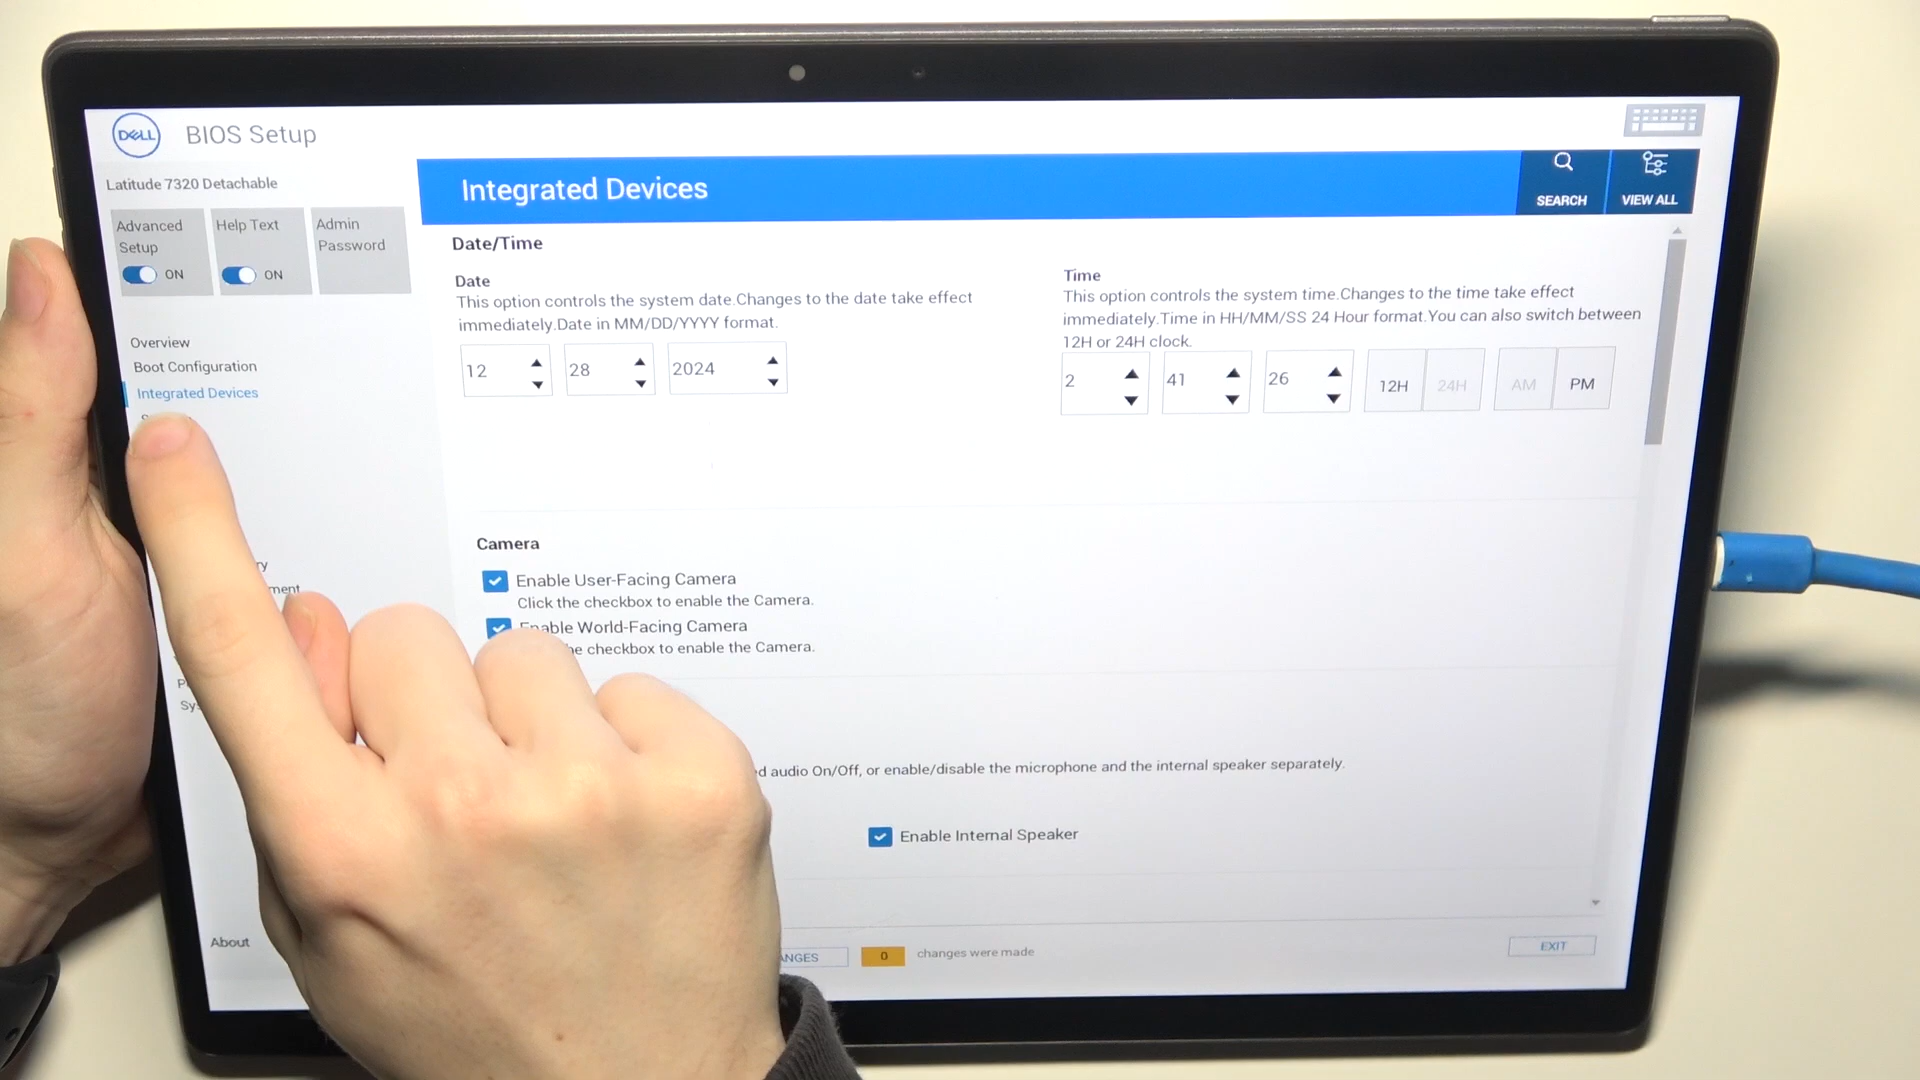 DELL
BIOS Setup
Latitude 7320 Detachable
Advanced Setup
ON
Help Text
ON
Admin Password
Overview
Boot Configuration
Integrated Devices
About
Integrated Devices
SEARCH
VIEW ALL
Date/Time
Date
This option controls the system date.Changes to the date take effect
immediately.Date in MM/DD/YYYY format.
12 28 2024
Time
This option controls the system time.Changes to the time take effect
immediately.Time in HH/MM/SS 24 Hour format.You can also switch between
12H or 24H clock.
2 41 26 12H 24H AM PM
Camera
Enable User-Facing Camera
Click the checkbox to enable the Camera.
Enable World-Facing Camera
checkbox to enable the Camera.
audio On/Off, or enable/disable the microphone and the internal speaker separately.
Enable Internal Speaker
0 changes were made
EXIT